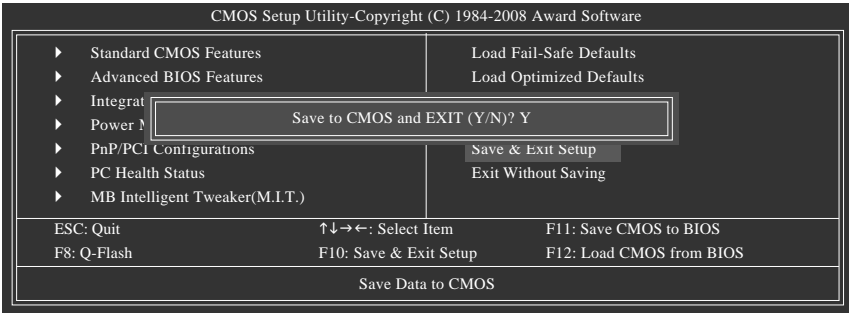 CMOS Setup Utility-Copyright (C) 1984-2008 Award Software
Standard CMOS Features
Advanced BIOS Features
Power
PnP/PCI Configurations
PC Health Status
MB Intelligent Tweaker(M.I.T.)
Load Fail-Safe Defaults
Load Optimized Defaults
Save to CMOS and EXIT (Y/N)? Y
Save & Exit Setup
Exit Without Saving
ESC: Quit
↑↓→←: Select Item
F11: Save CMOS to BIOS
F8: Q-Flash
F10: Save & Exit Setup
F12: Load CMOS from BIOS
Save Data to CMOS